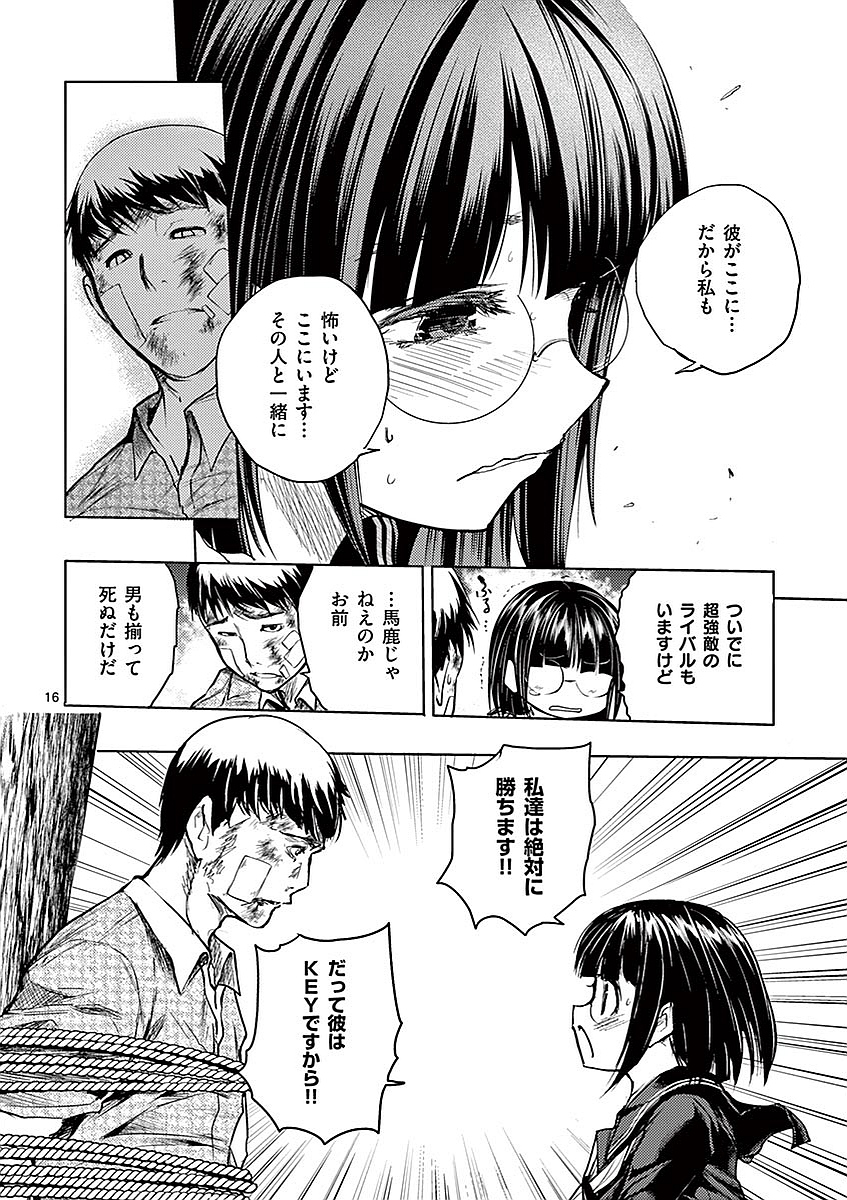 彼がここに…
だから私も
怖いけど
ここにいます…
その人と一緒に
ついでに
超強敵の
ライバルも
いますけど
ふる…
…馬鹿じゃ
ねえのか
お前
男も揃って
死ぬだけだ
16
私達は絶対に
勝ちます!!
だって彼は
KEYですから!!